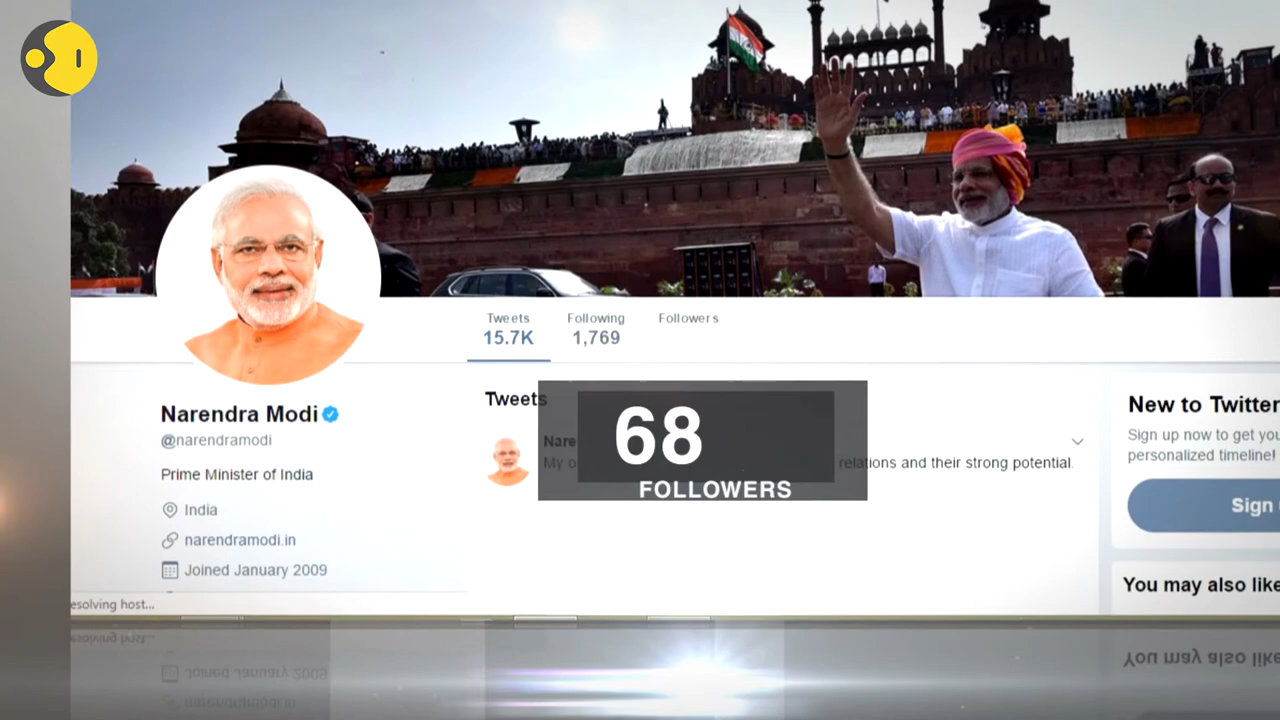 Tweets Following Followers
15.7K 1,769
Narendra Modi
@narendramodi
Prime Minister of India
India
narendramodi.in
Joined January 2009
esolving host...
Tweets
Nare
My o relations and their strong potential.
68
FOLLOWERS
New to Twitter
Sign up now to get you
personalized timeline!
Sign
You may also like